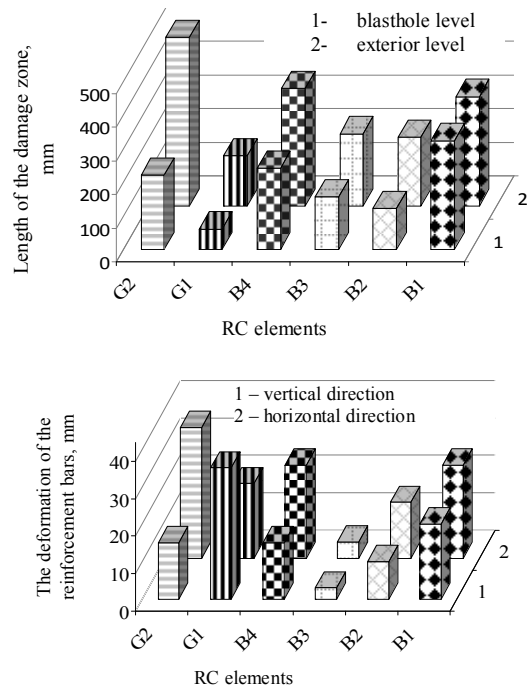 1- blasthole level
2- exterior level
Length of the damage zone,
mm
500
400
300
200
100
0
2
1
G2
G1
B4
B3
B2
B1
RC elements
1 – vertical direction
2 – horizontal direction
The deformation of the
reinforcement bars, mm
40
30
20
10
0
2
1
G2
G1
B4
B3
B2
B1
RC elements